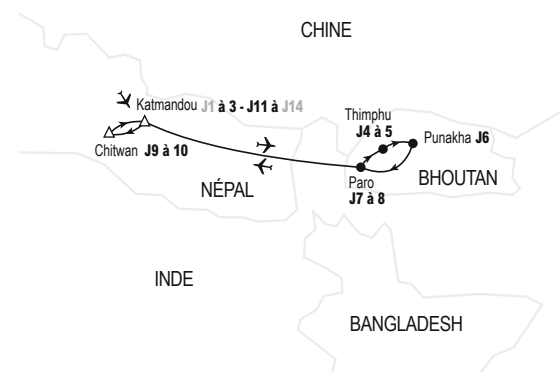 CHINE
Katmandou J1 à 3 - J11 à J14
Chitwan J9 à 10
Thimphu
J4 à 5
Punakha J6
Paro
J7 à 8
BHOUTAN
NÉPAL
INDE
BANGLADESH